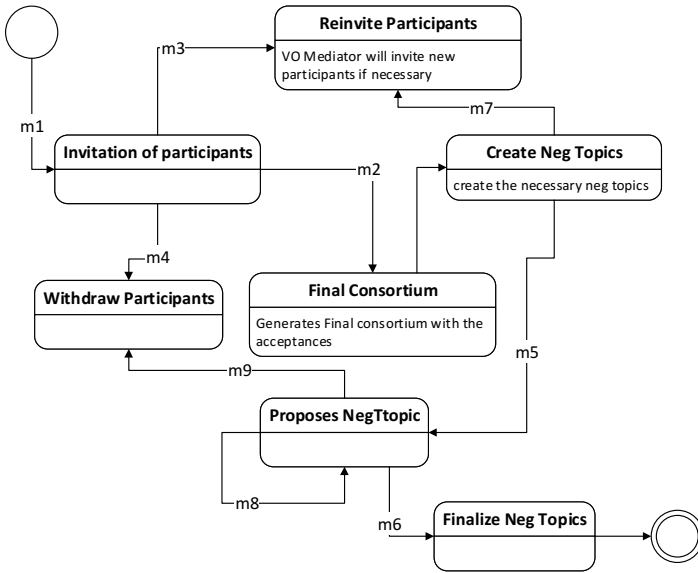 Reinvite Participants
VO Mediator will invite new
participants if necessary
m3
m7
m1
Invitation of participants
m2
Create Neg Topics
create the necessary neg topics
m4
Withdraw Participants
Final Consortium
Generates Final consortium with the
acceptances
m5
m9
Proposes NegTtopic
m8
m6
Finalize Neg Topics